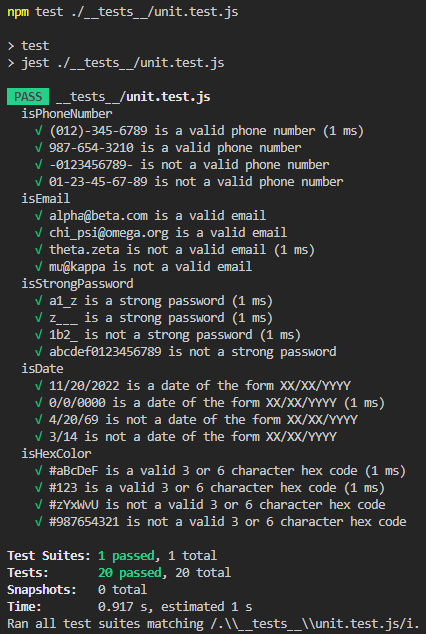 npm test ./__tests__/unit.test.js
> test
> jest ./__tests__/unit.test.js
PASS __tests__/unit.test.js
isPhoneNumber
√ (012)-345-6789 is a valid phone number (1 ms)
√ 987-654-3210 is a valid phone number
√ -0123456789- is not a valid phone number
√ 01-23-45-67-89 is not a valid phone number
isEmail
√ alpha@beta.com is a valid email
√ chi_psi@omega.org is a valid email
√ theta.zeta is not a valid email (1 ms)
√ mu@kappa is not a valid email
isStrongPassword
√ a1_z is a strong password (1 ms)
√ z___ is a strong password (1 ms)
√ 1b2_ is not a strong password (1 ms)
√ abcdef0123456789 is not a strong password
isDate
√ 11/20/2022 is a date of the form XX/XX/YYYY
√ 0/0/0000 is a date of the form XX/XX/YYYY (1 ms)
√ 4/20/69 is not a date of the form XX/XX/YYYY
√ 3/14 is not a date of the form XX/XX/YYYY
isHexColor
√ #aBcDeF is a valid 3 or 6 character hex code (1 ms)
√ #123 is a valid 3 or 6 character hex code (1 ms)
√ #zYxWvU is not a valid 3 or 6 character hex code
√ #987654321 is not a valid 3 or 6 character hex code
Test Suites: 1 passed, 1 total
Tests: 20 passed, 20 total
Snapshots: 0 total
Time: 0.917 s, estimated 1 s
Ran all test suites matching /.\\__tests__\\unit.test.js/i.